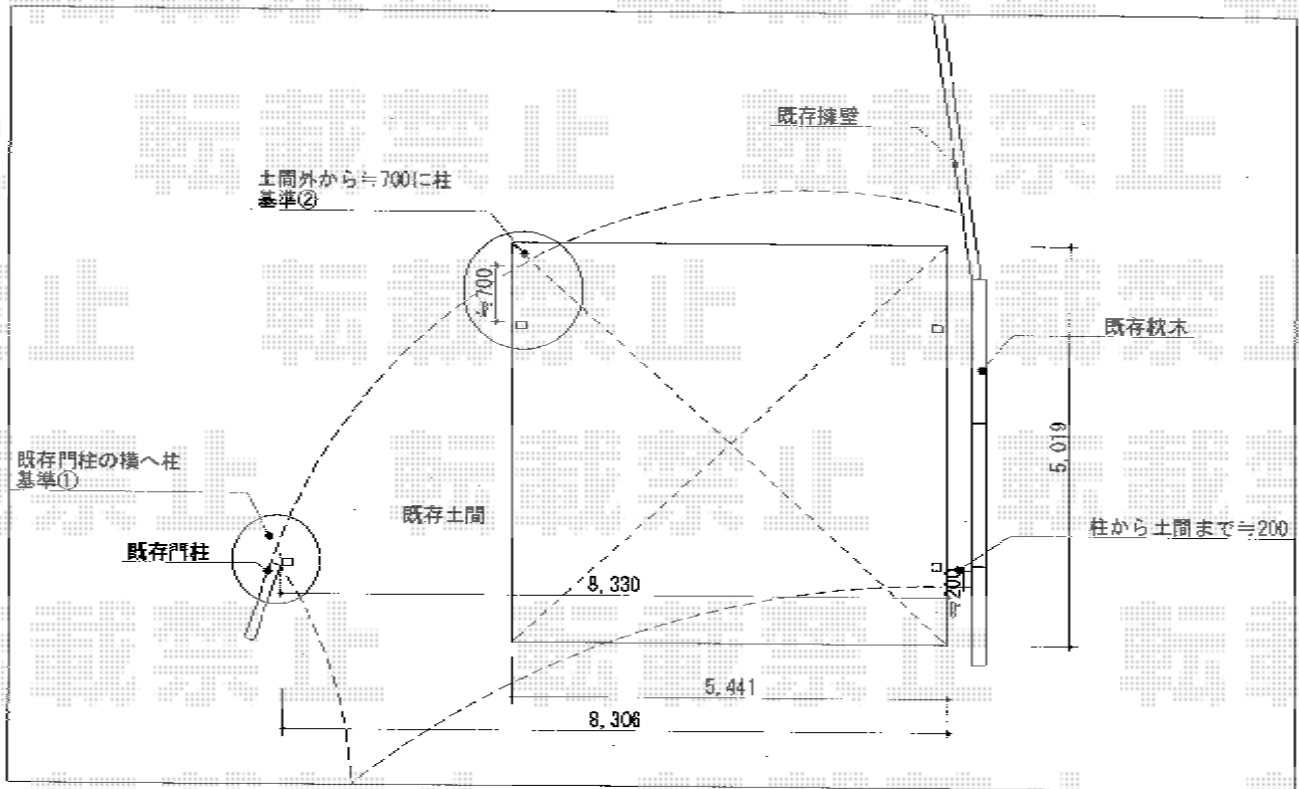 転載禁止
既存擁壁
土間外から≒700に柱
基準②
≒700
既存枕木
5,019
既存門柱の横へ柱
基準①
既存土間
柱から土間まで≒200
既存門柱
8,330
≒200
5,441
8,306